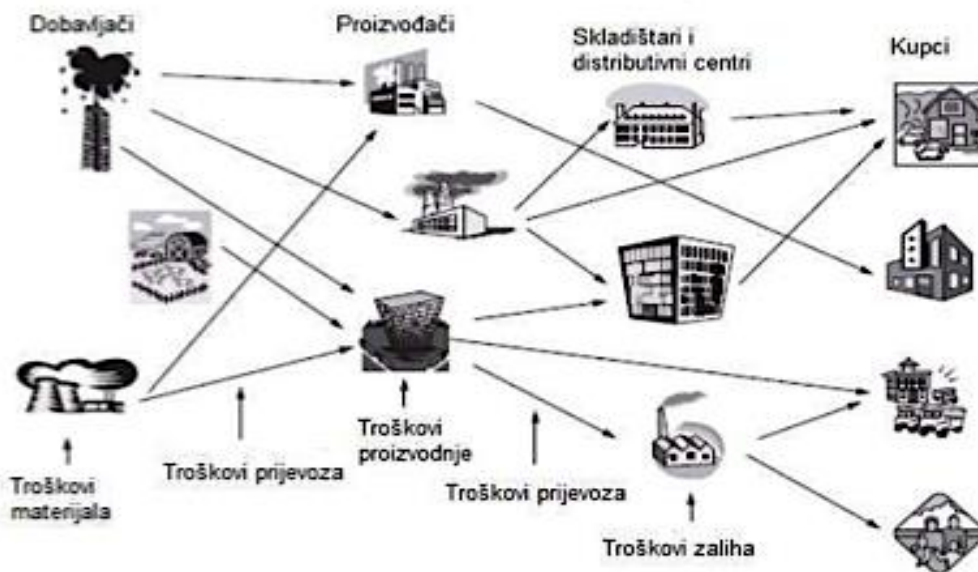 Dobavljači
Proizvođači
Skladištari i
distributivni centri
Kupci
Troškovi
materijala
Troškovi prijevoza
Troškovi
proizvodnje
Troškovi prijevoza
Troškovi zaliha